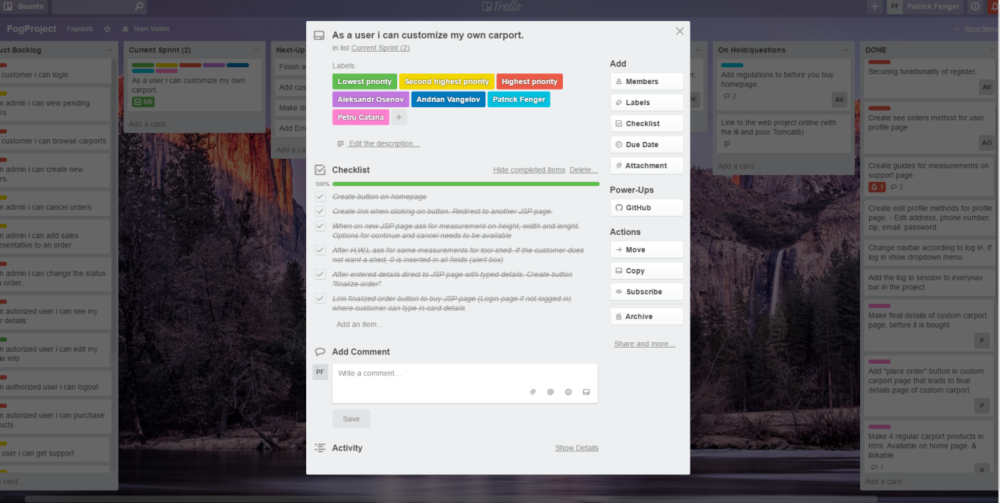 Boards
Trello
PF Patrick Fenger
FogProject FogIdiots Team Visible
Show Menu
uct Backlog
customer i can login
n admin i can view pending
rs.
customer i can browse carports
n admin i can create new
rs.
n admin i can cancel orders
n admin i can add sales
esentative to an order
n admin i can change the status
order.
n autorized user i can see my
r details
n autorized user i can edit my
le info
n authorized user i can logout
n autorized user i can purchase
ucts
user i can get support
card...
Current Sprint (2)
As a user i can customize my own
carport.
6/6
Add a card...
Next-Up
Finish a
Add cus
Make do
Add Erro
Add a ca
As a user i can customize my own carport.
in list Current Sprint (2)
Labels
Lowest priority Second highest priority Highest priority
Aleksandr Osenov Andrian Vangelov Patrick Fenger
Petru Catana +
Edit the description...
Checklist Hide completed items Delete...
100%
Create button on homepage
Create link when clicking on button. Redirect to another JSP page.
When on new JSP page ask for measurement on height, width and lenght.
Options for continue and cancel needs to be available
After H,W,L ask for same measurements for tool shed. If the customer does
not want a shed, 0 is inserted in all fields (alert box)
After entered details direct to JSP page with typed details. Create button
"finalize order"
Link finalized order button to buy JSP page (Login page if not logged in)
where customer can type in card details
Add an item...
Add Comment
PF Write a comment...
Save
Activity Show Details
Add
Members
Labels
Checklist
Due Date
Attachment
Power-Ups
GitHub
Actions
Move
Copy
Subscribe
Archive
Share and more...
er,
PF
On Hold/questions
Add regulations to before you buy
homepage.
2
AV
Link to the web project online (with
the ill and poor Tomcat8)
Add a card...
DONE
Securing funktionality of register.
AV
Create see orders method for user
profile page
AO
Create guides for measurements on
support page.
1 2
Create edit profile methods for profile
page. - Edit address, phone number,
zip, email. password.
Change navbar according to log in. If
log in show dropdown menu.
Add the log in session to everynav
bar in the project
Make final details of custom carport
page, before it is bought
P
Add "place order" button in custom
carport page that leads to final
details page of custom carport.
P
Make 4 regular carport products in
html. Available on home page. &
linkable.
1
P
Add a card...